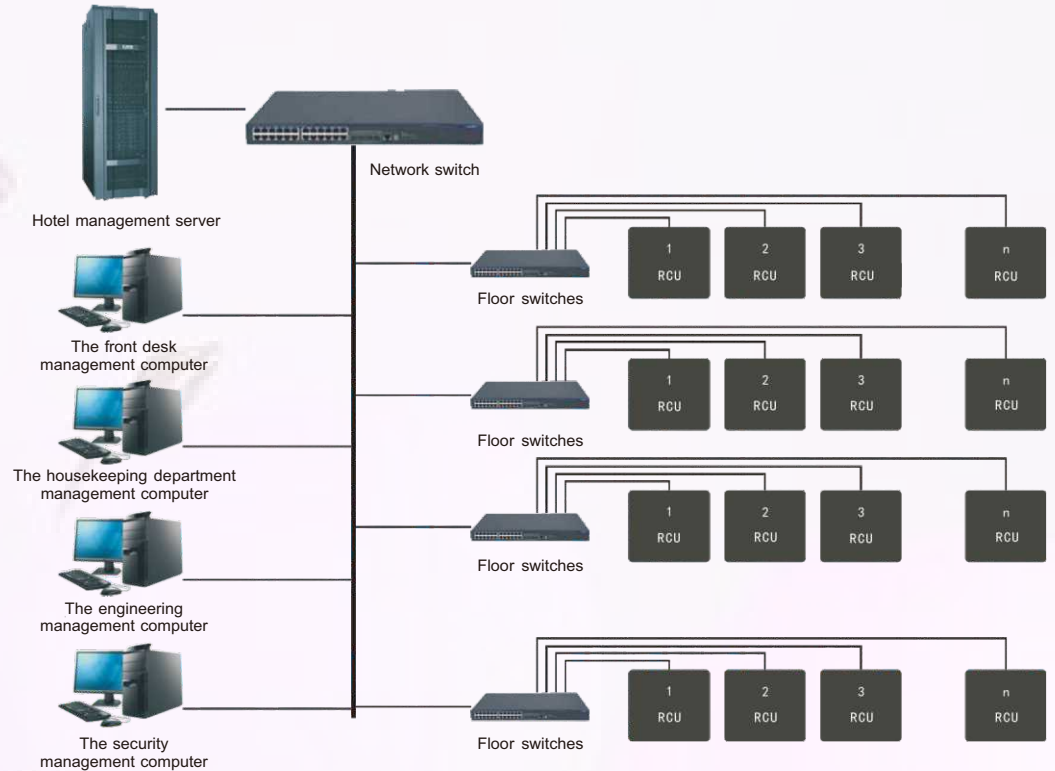 Network switch
Hotel management server
1
RCU
2
RCU
3
RCU
n
RCU
Floor switches
The front desk
management computer
1
RCU
2
RCU
3
RCU
n
RCU
Floor switches
The housekeeping department
management computer
1
RCU
2
RCU
3
RCU
n
RCU
Floor switches
The engineering
management computer
1
RCU
2
RCU
3
RCU
n
RCU
Floor switches
The security
management computer